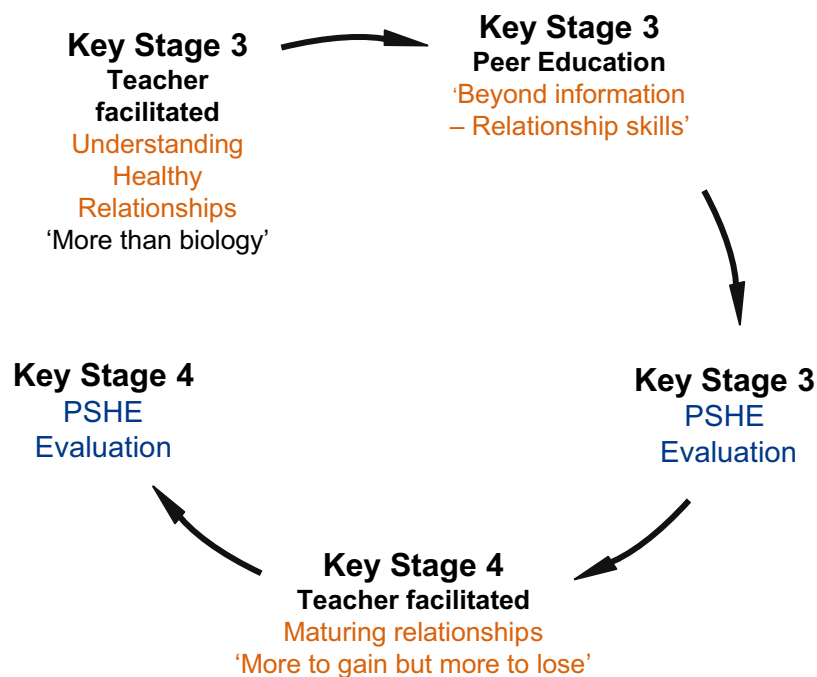 Key Stage 3
Teacher
facilitated
Understanding
Healthy
Relationships
‘More than biology’
Key Stage 3
Peer Education
‘Beyond information
– Relationship skills’
Key Stage 3
PSHE
Evaluation
Key Stage 4
Teacher facilitated
Maturing relationships
‘More to gain but more to lose’
Key Stage 4
PSHE
Evaluation